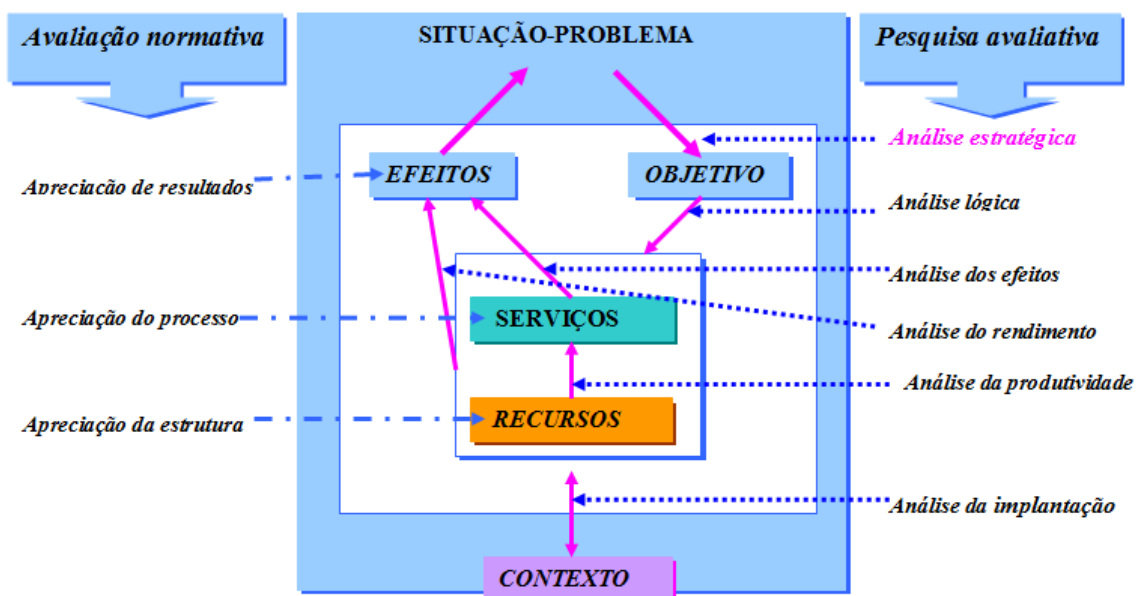 Avaliação normativa
SITUAÇÃO-PROBLEMA
Pesquisa avaliativa
Análise estratégica
EFEITOS
OBJETIVO
Apreciação de resultados
Análise lógica
Análise dos efeitos
Apreciação do processo
SERVIÇOS
Análise do rendimento
Análise da produtividade
Apreciação da estrutura
RECURSOS
Análise da implantação
CONTEXTO